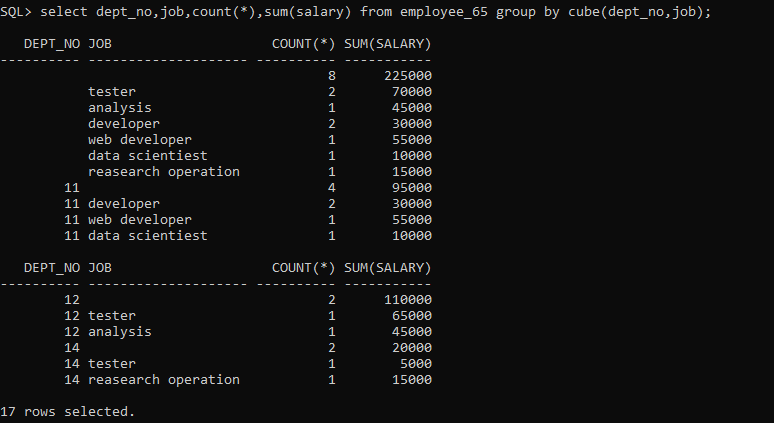 SQL> select dept_no,job,count(*),sum(salary) from employee_65 group by cube(dept_no,job);
DEPT_NO JOB COUNT(*) SUM(SALARY)
---------- -------------------- ---------- -----------
8 225000
tester 2 70000
analysis 1 45000
developer 2 30000
web developer 1 55000
data scientiest 1 10000
reasearch operation 1 15000
11 4 95000
11 developer 2 30000
11 web developer 1 55000
11 data scientiest 1 10000
DEPT_NO JOB COUNT(*) SUM(SALARY)
---------- -------------------- ---------- -----------
12 2 110000
12 tester 1 65000
12 analysis 1 45000
14 2 20000
14 tester 1 5000
14 reasearch operation 1 15000
17 rows selected.